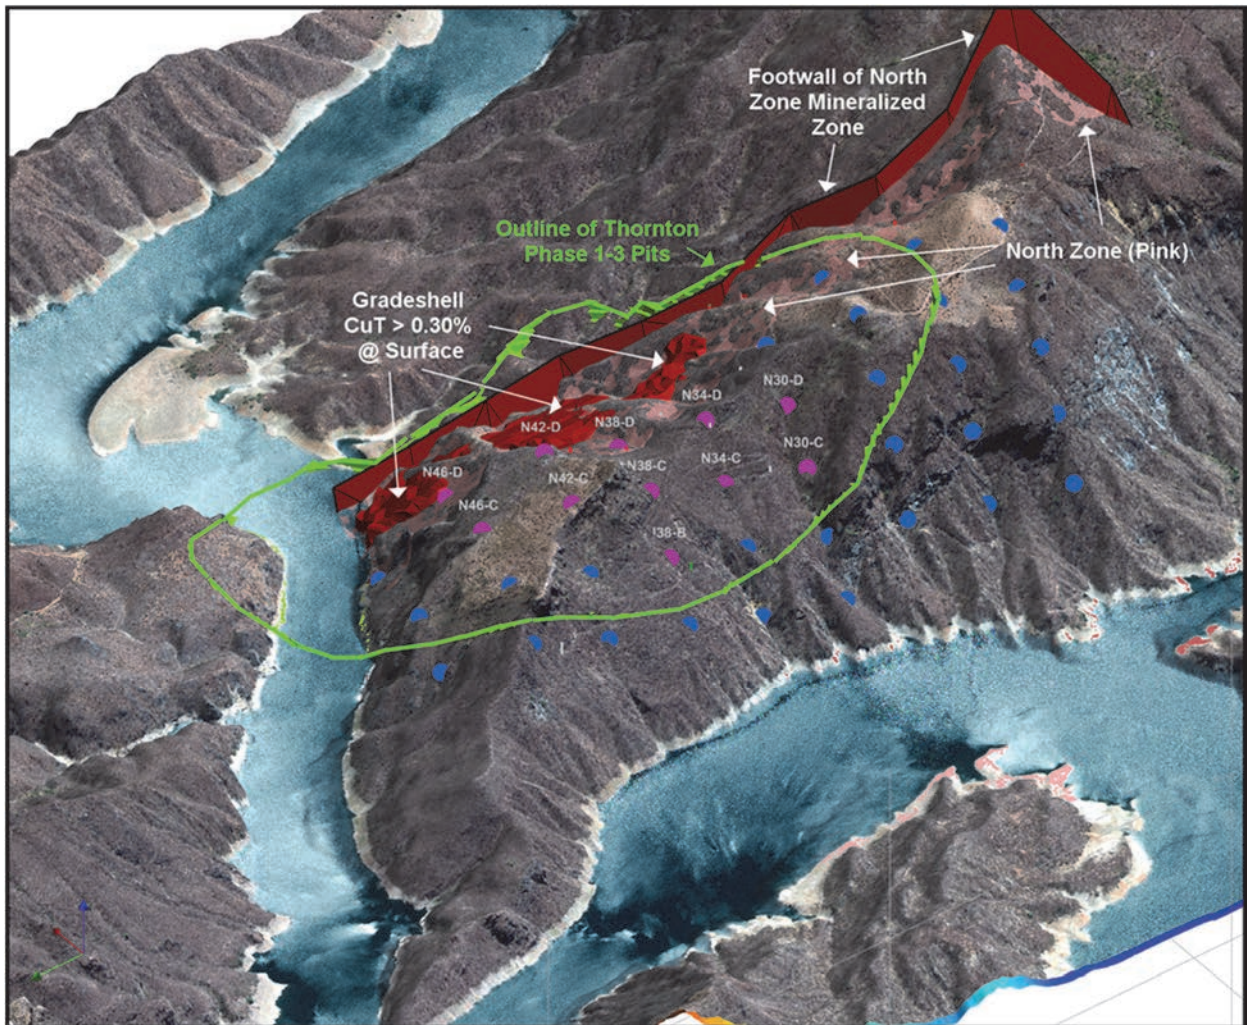 Footwall of North
Zone Mineralized
Zone
Outline of Thornton
Phase 1-3 Pits
North Zone (Pink)
Gradeshell
CuT > 0.30%
@ Surface
N30-D
N34-D
N42-D
N38-D
N30-C
N34-C
N38-C
N46-D
N42-C
N46-C
38-B